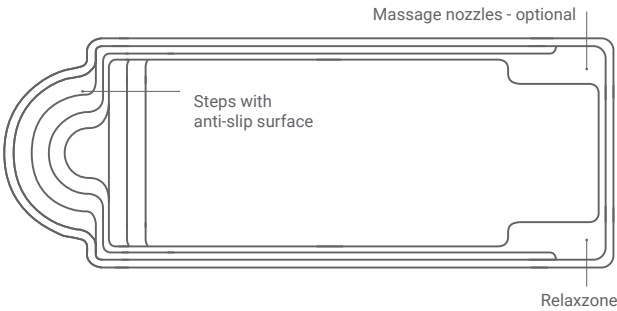 Massage nozzles - optional
Steps with
anti-slip surface
Relaxzone